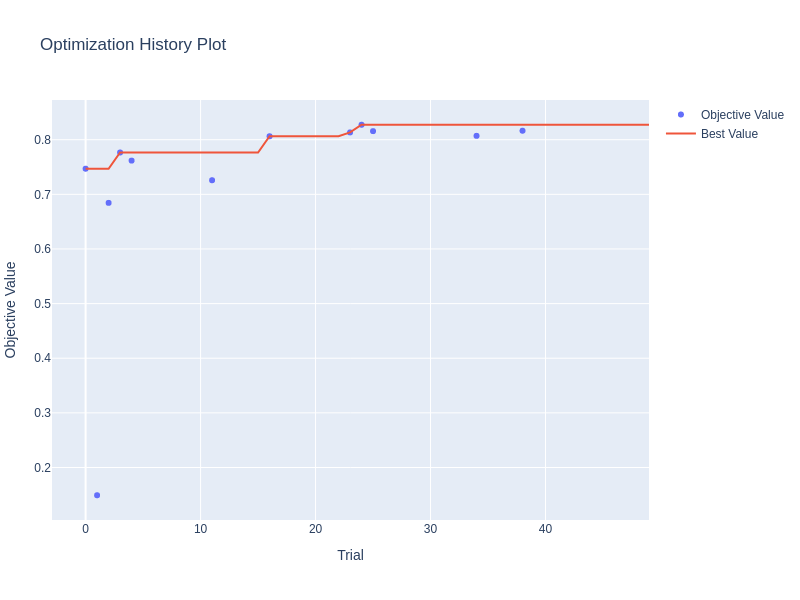 Optimization History Plot
Objective Value
Best Value
0.8
0.7
0.6
0.5
0.4
0.3
0.2
Objective Value
0 10 20 30 40
Trial